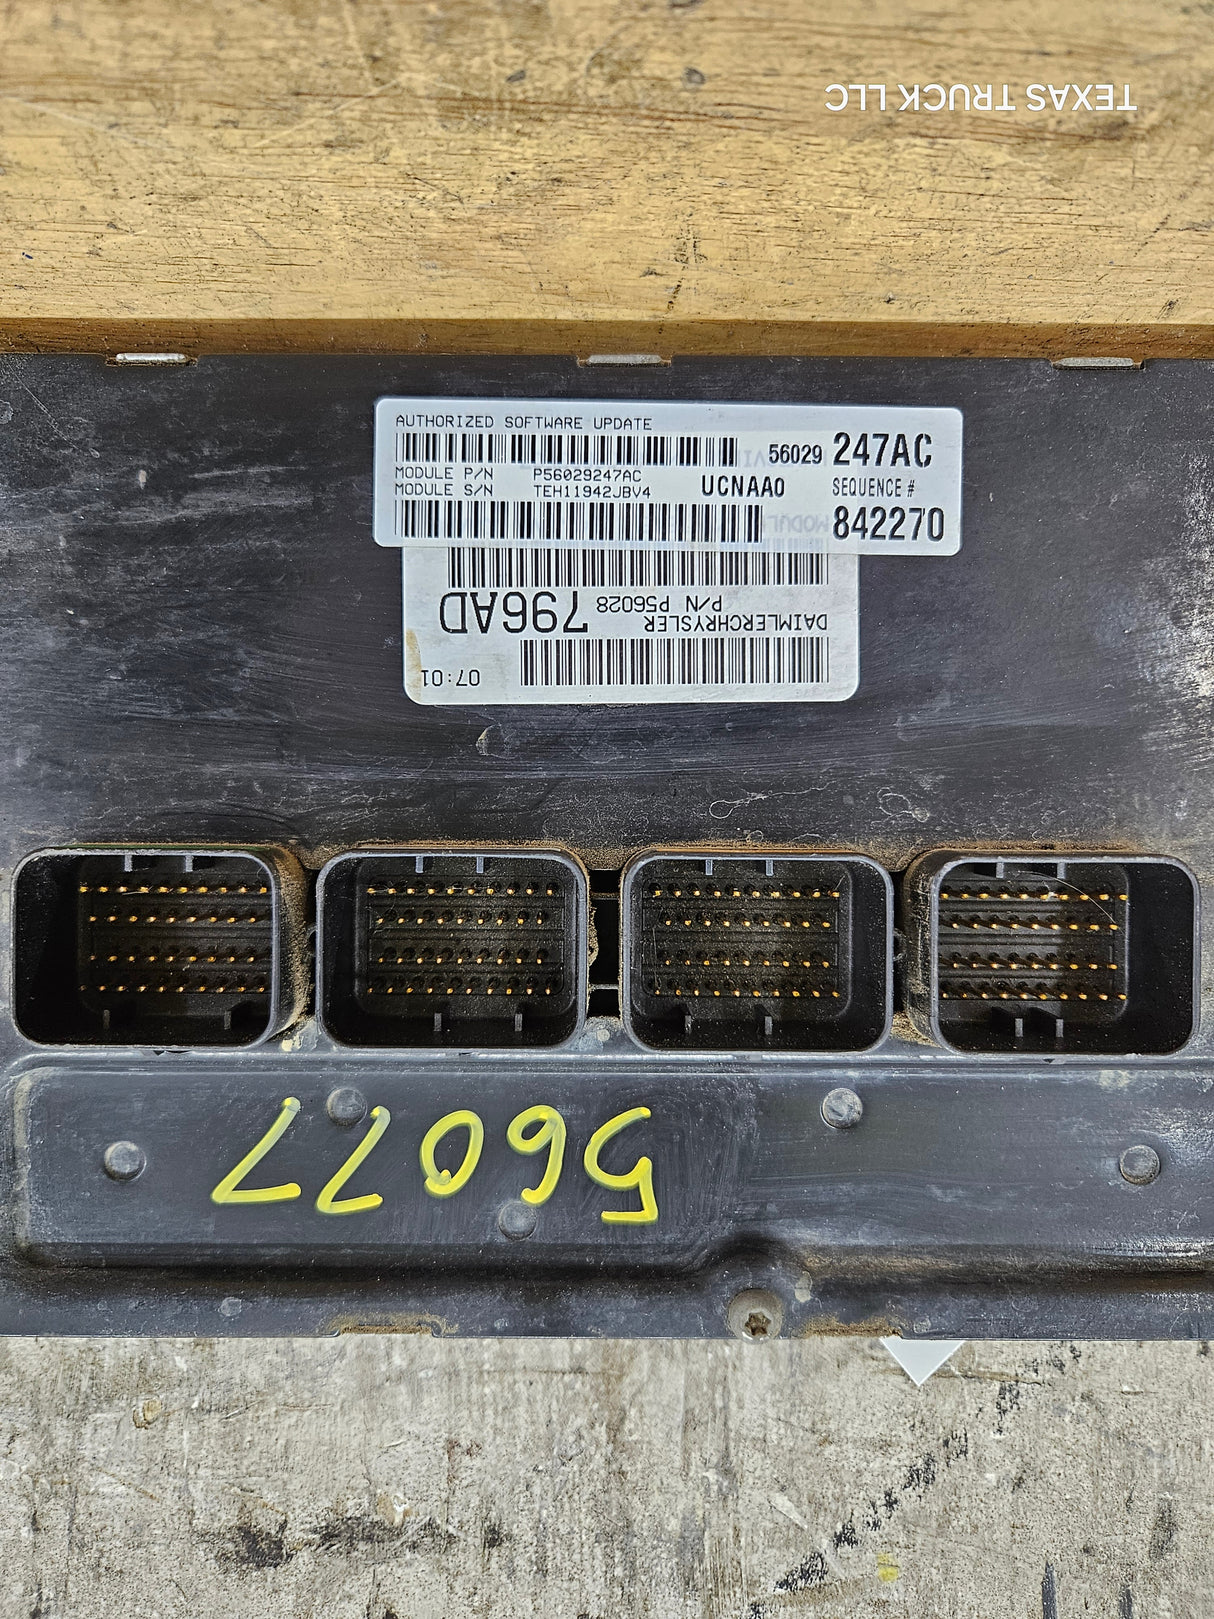 TEXAS TRUCK LLC
AUTHORIZED SOFTWARE UPDATE
56029 247AC
MODULE P/N P56029247AC
MODULE S/N TEH11942JBV4 UCNAA0 SEQUENCE #
842270
DAIMLERCHRYSLER
P/N P56028 796AD
07:01
56077